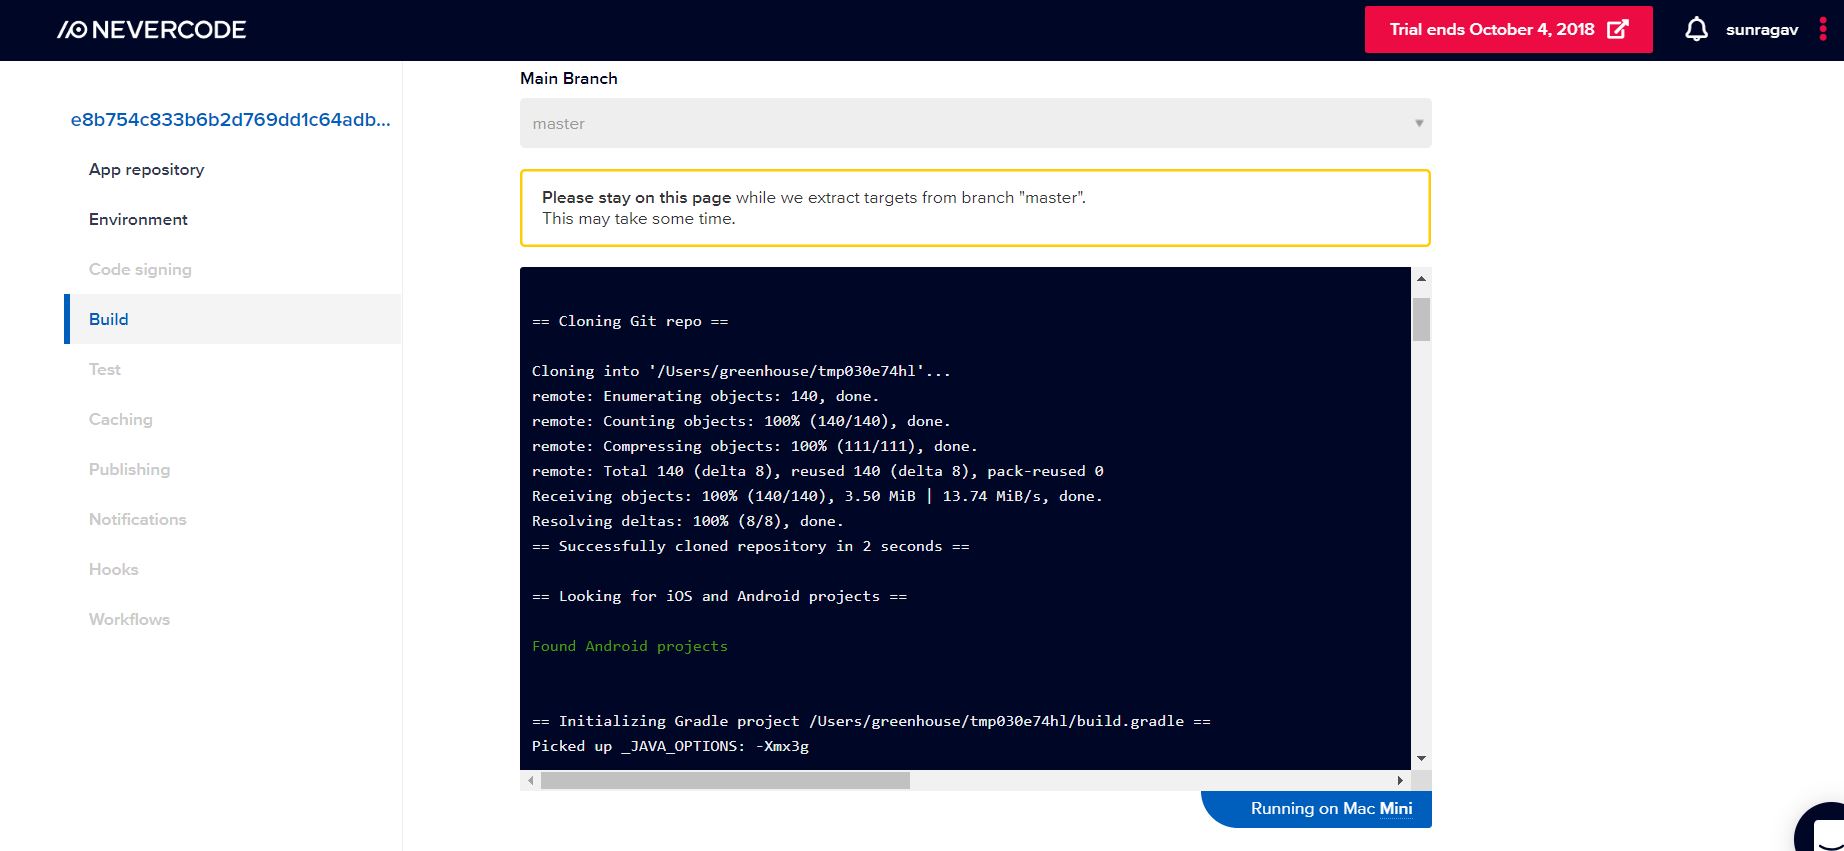 NEVERCODE
Trial ends October 4, 2018
sunragav
e8b754c833b6b2d769dd1c64adb...
App repository
Environment
Code signing
Build
Test
Caching
Publishing
Notifications
Hooks
Workflows
Main Branch
master
Please stay on this page while we extract targets from branch "master".
This may take some time.
== Cloning Git repo ==
Cloning into '/Users/greenhouse/tmp030e74hl'...
remote: Enumerating objects: 140, done.
remote: Counting objects: 100% (140/140), done.
remote: Compressing objects: 100% (111/111), done.
remote: Total 140 (delta 8), reused 140 (delta 8), pack-reused 0
Receiving objects: 100% (140/140), 3.50 MiB | 13.74 MiB/s, done.
Resolving deltas: 100% (8/8), done.
== Successfully cloned repository in 2 seconds ==
== Looking for iOS and Android projects ==
Found Android projects
== Initializing Gradle project /Users/greenhouse/tmp030e74hl/build.gradle ==
Picked up _JAVA_OPTIONS: -Xmx3g
Running on Mac Mini